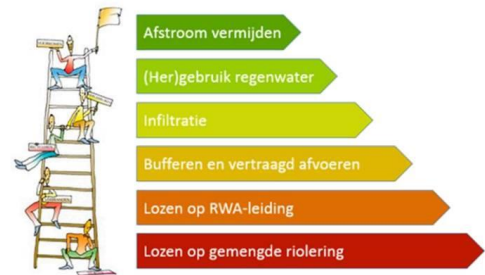 Afstroom vermijden
(Her)gebruik regenwater
Infiltratie
Bufferen en vertraagd afvoeren
Lozen op RWA-leiding
Lozen op gemengde riolering